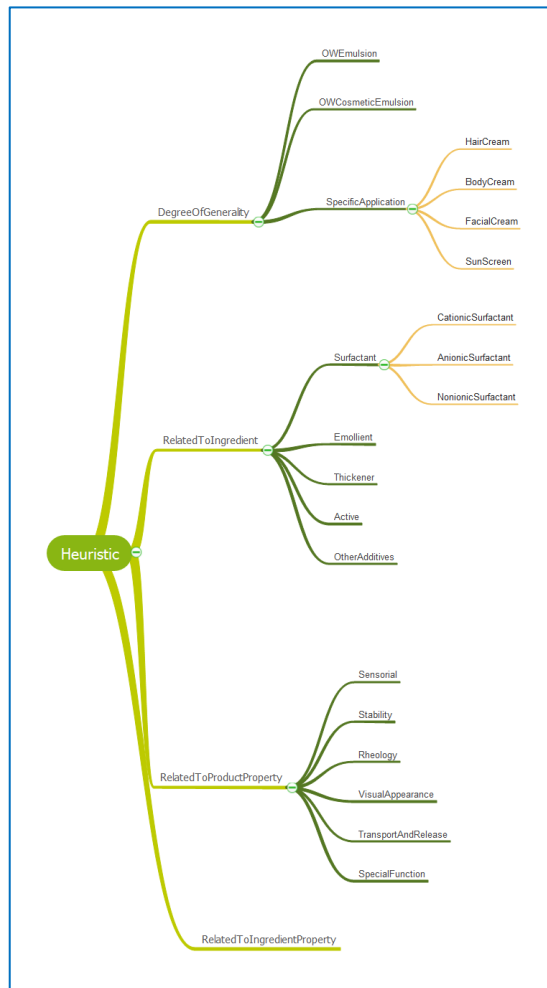 OWEmulsion
OWCosmeticEmulsion
HairCream
BodyCream
SpecificApplication
DegreeOfGenerality
FacialCream
SunScreen
CationicSurfactant
Surfactant
AnionicSurfactant
NonionicSurfactant
RelatedToIngredient
Emollient
Thickener
Active
OtherAdditives
Heuristic
Sensorial
Stability
Rheology
RelatedToProductProperty
VisualAppearance
TransportAndRelease
SpecialFunction
RelatedToIngredientProperty